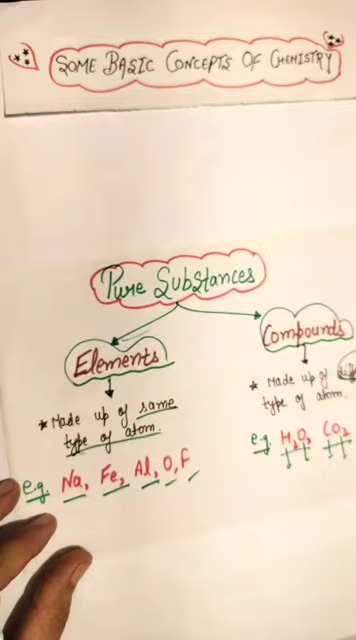 SOME BASIC CONCEPTS OF CHEMISTRY
Pure Substances
Elements
* Made up of same
type of atom.
e.g. Na, Fe, Al, O, F
Compounds
* Made up of
type of atom.
e.g. H2O, CO2